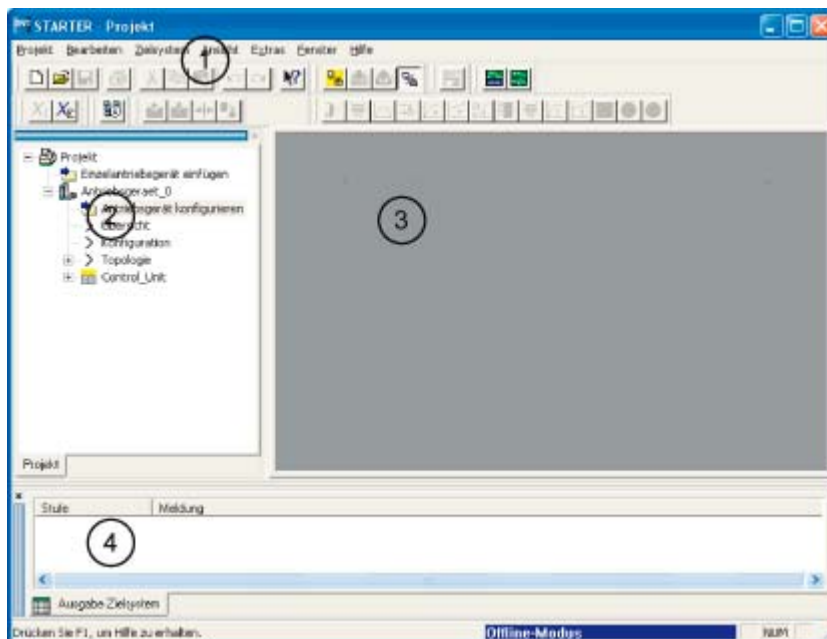 STARTER - Projekt
Projekt Bearbeiten Zielsystem Ansicht Extras Fenster Hilfe
1
Projekt
Einzelantriebsgerät einfügen
Antriebsgeraet_0
Antriebsgerät konfigurieren
2
Übersicht
3
Konfiguration
Topologie
Control_Unit
Projekt
Stufe Meldung
4
Ausgabe Zielsystem
Drücken Sie F1, um Hilfe zu erhalten. Offline-Modus NUM